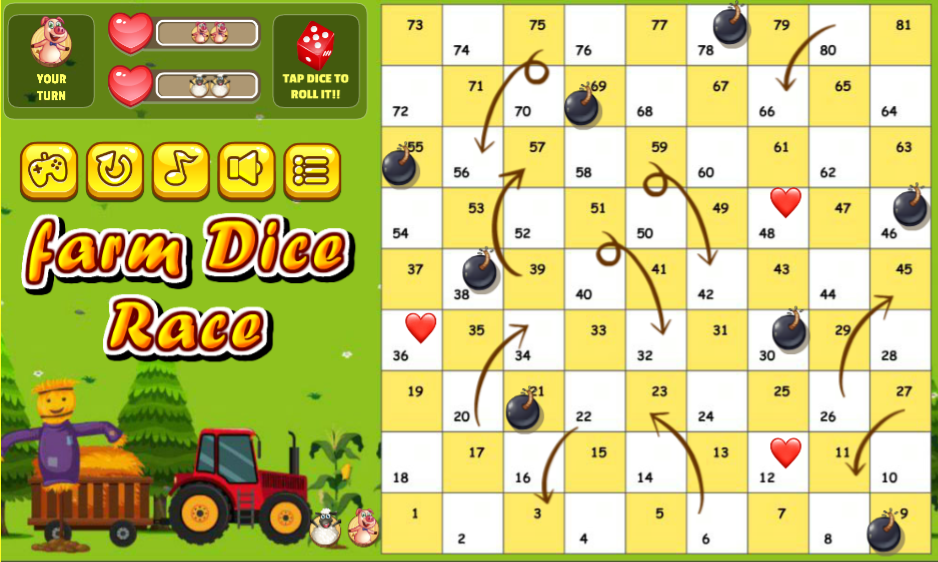 YOUR
TURN
TAP DICE TO
ROLL IT!!
farm Dice
Race
73 74 75 76 77 78 79 80 81
72 71 70 69 68 67 66 65 64
55 56 57 58 59 60 61 62 63
54 53 52 51 50 49 48 47 46
37 38 39 40 41 42 43 44 45
36 35 34 33 32 31 30 29 28
19 20 21 22 23 24 25 26 27
18 17 16 15 14 13 12 11 10
1 2 3 4 5 6 7 8 9